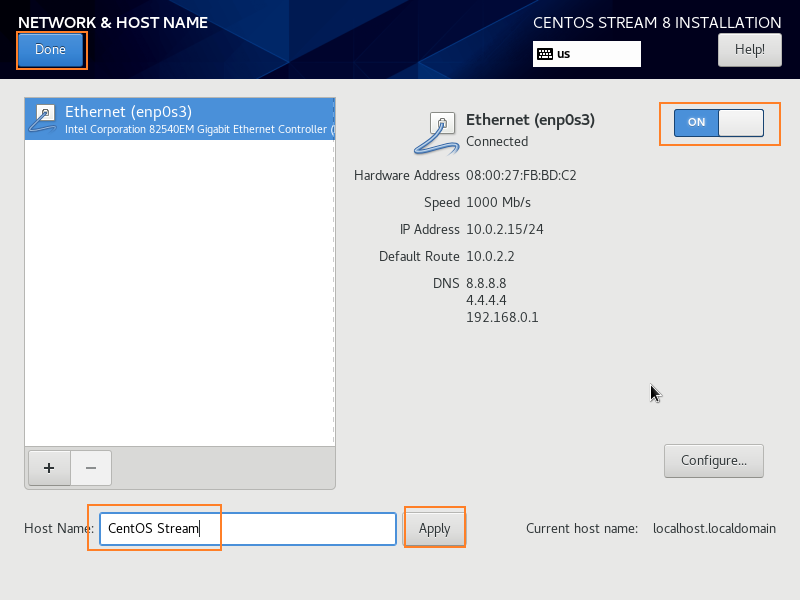 NETWORK & HOST NAME
CENTOS STREAM 8 INSTALLATION
Done
us
Help!
Ethernet (enp0s3)
Intel Corporation 82540EM Gigabit Ethernet Controller (
Ethernet (enp0s3)
Connected
ON
Hardware Address 08:00:27:FB:BD:C2
Speed 1000 Mb/s
IP Address 10.0.2.15/24
Default Route 10.0.2.2
DNS 8.8.8.8
4.4.4.4
192.168.0.1
+ −
Configure...
Host Name: CentOS Stream Apply Current host name: localhost.localdomain